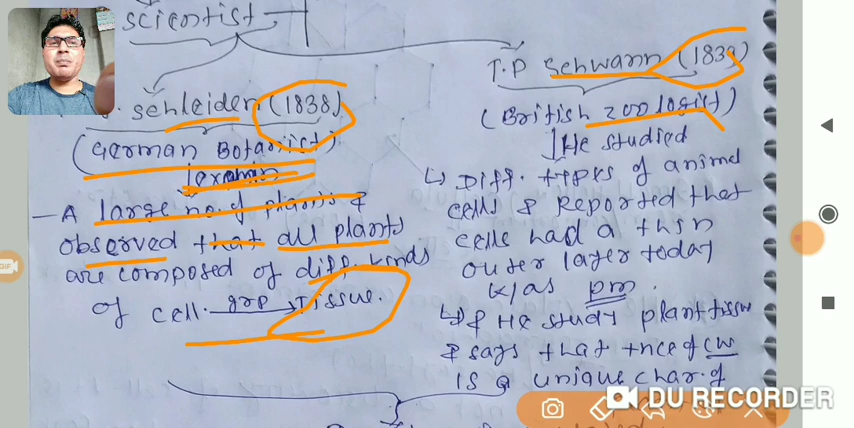 scientist
schleiden (1838)
(German Botanist)
Examin
- A large no. of plants &
observed that all plants
are composed of diff. kinds
of cell. grp → Tissue.
T.P Schwann (1839)
(British zoologist)
He studied
↳ Diff. types of animal
cells & Reported that
cells had a thin
outer layer today
K/as pm.
↳ & He study plant tissue
& says that tnce of cw
is a unique char. of
DU RECORDER
GIF